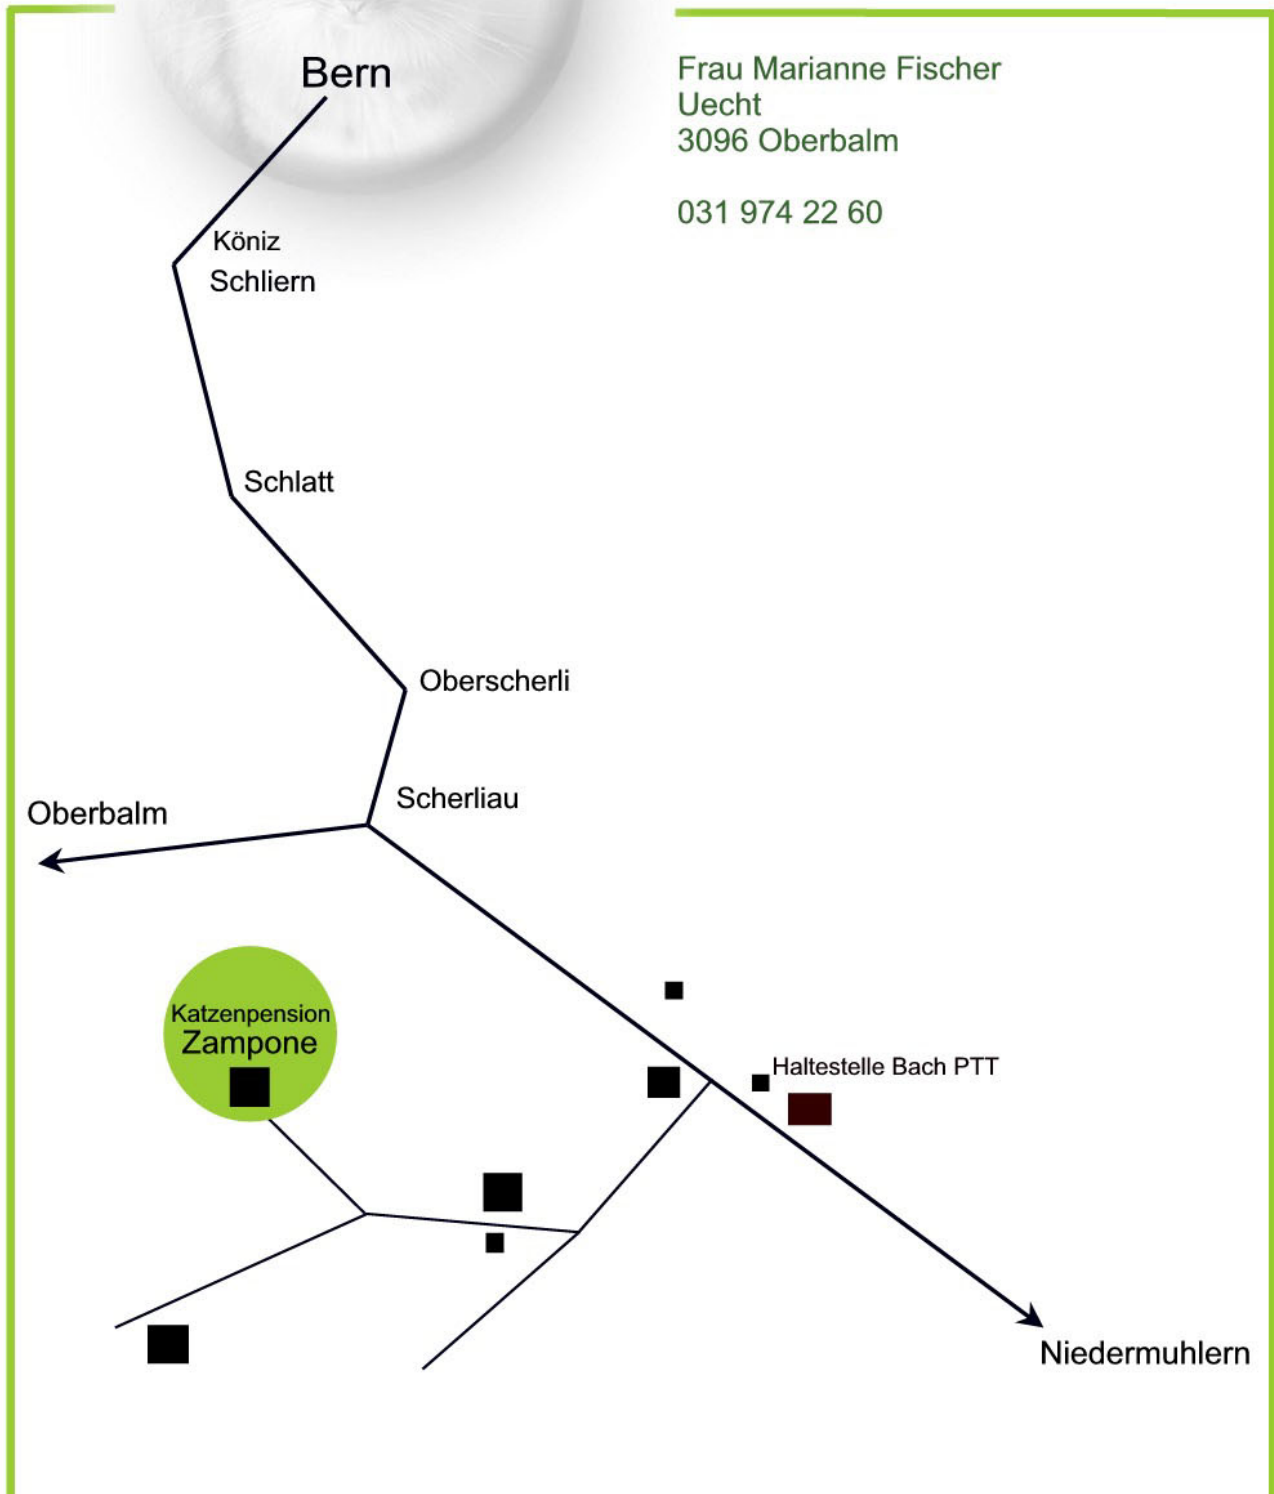 Bern
Frau Marianne Fischer
Uecht
3096 Oberbalm
031 974 22 60
Köniz
Schliern
Schlatt
Oberscherli
Scherliau
Oberbalm
Katzenpension
Zampone
Haltestelle Bach PTT
Niedermuhlern